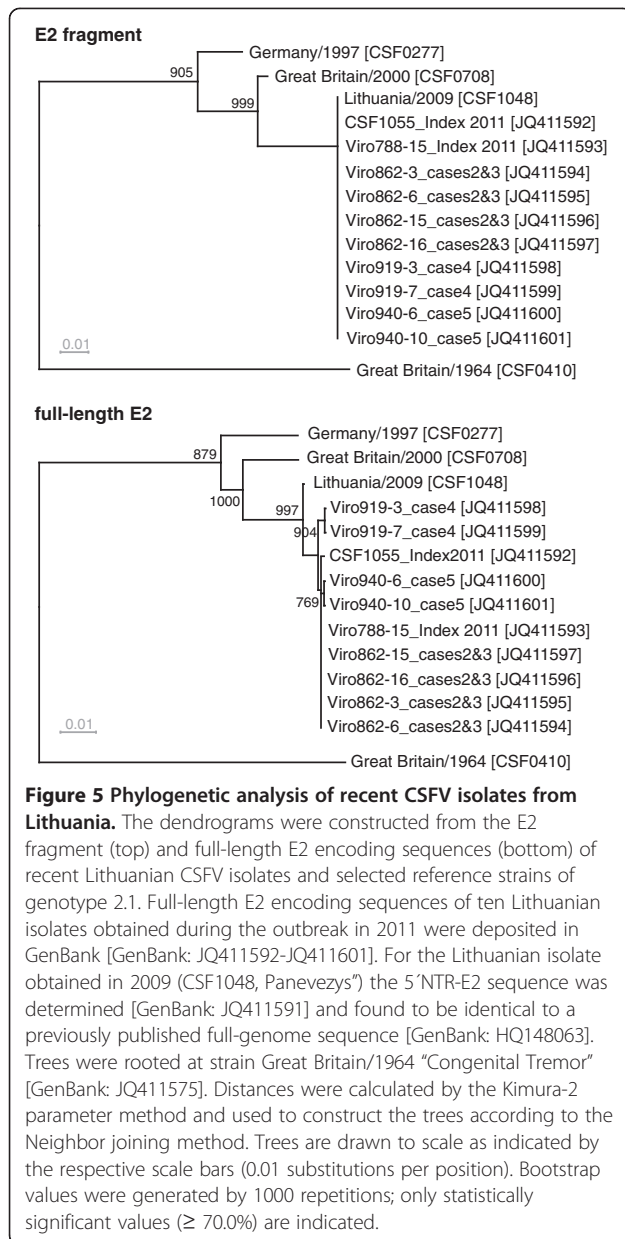 E2 fragment
Germany/1997 [CSF0277]
905
Great Britain/2000 [CSF0708]
999
Lithuania/2009 [CSF1048]
CSF1055_Index 2011 [JQ411592]
Viro788-15_Index 2011 [JQ411593]
Viro862-3_cases2&3 [JQ411594]
Viro862-6_cases2&3 [JQ411595]
Viro862-15_cases2&3 [JQ411596]
Viro862-16_cases2&3 [JQ411597]
Viro919-3_case4 [JQ411598]
Viro919-7_case4 [JQ411599]
Viro940-6_case5 [JQ411600]
Viro940-10_case5 [JQ411601]
0.01
Great Britain/1964 [CSF0410]
full-length E2
Germany/1997 [CSF0277]
879
Great Britain/2000 [CSF0708]
1000
Lithuania/2009 [CSF1048]
997
Viro919-3_case4 [JQ411598]
904
Viro919-7_case4 [JQ411599]
CSF1055_Index2011 [JQ411592]
Viro940-6_case5 [JQ411600]
769
Viro940-10_case5 [JQ411601]
Viro788-15_Index 2011 [JQ411593]
Viro862-15_cases2&3 [JQ411597]
Viro862-16_cases2&3 [JQ411596]
Viro862-3_cases2&3 [JQ411595]
Viro862-6_cases2&3 [JQ411594]
0.01
Great Britain/1964 [CSF0410]
Figure 5 Phylogenetic analysis of recent CSFV isolates from
Lithuania. The dendrograms were constructed from the E2
fragment (top) and full-length E2 encoding sequences (bottom) of
recent Lithuanian CSFV isolates and selected reference strains of
genotype 2.1. Full-length E2 encoding sequences of ten Lithuanian
isolates obtained during the outbreak in 2011 were deposited in
GenBank [GenBank: JQ411592-JQ411601]. For the Lithuanian isolate
obtained in 2009 (CSF1048, Panevezys") the 5´NTR-E2 sequence was
determined [GenBank: JQ411591] and found to be identical to a
previously published full-genome sequence [GenBank: HQ148063].
Trees were rooted at strain Great Britain/1964 "Congenital Tremor"
[GenBank: JQ411575]. Distances were calculated by the Kimura-2
parameter method and used to construct the trees according to the
Neighbor joining method. Trees are drawn to scale as indicated by
the respective scale bars (0.01 substitutions per position). Bootstrap
values were generated by 1000 repetitions; only statistically
significant values (≥ 70.0%) are indicated.